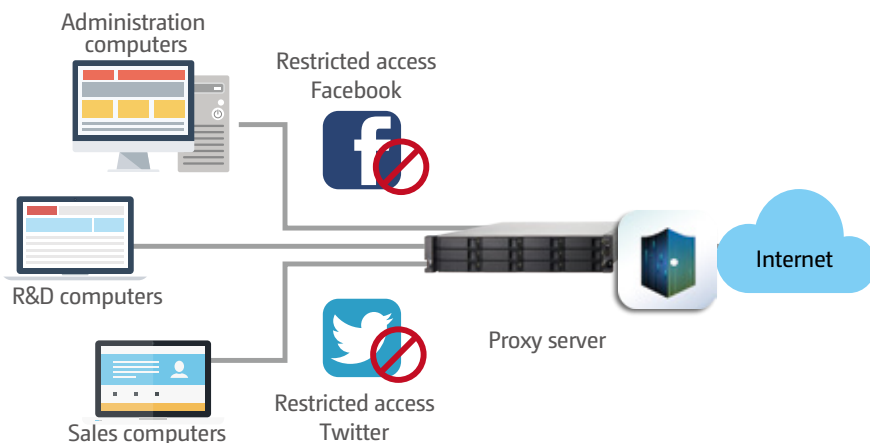 Administration
computers
Restricted access
Facebook
f
R&D computers
Internet
Proxy server
Sales computers
Restricted access
Twitter